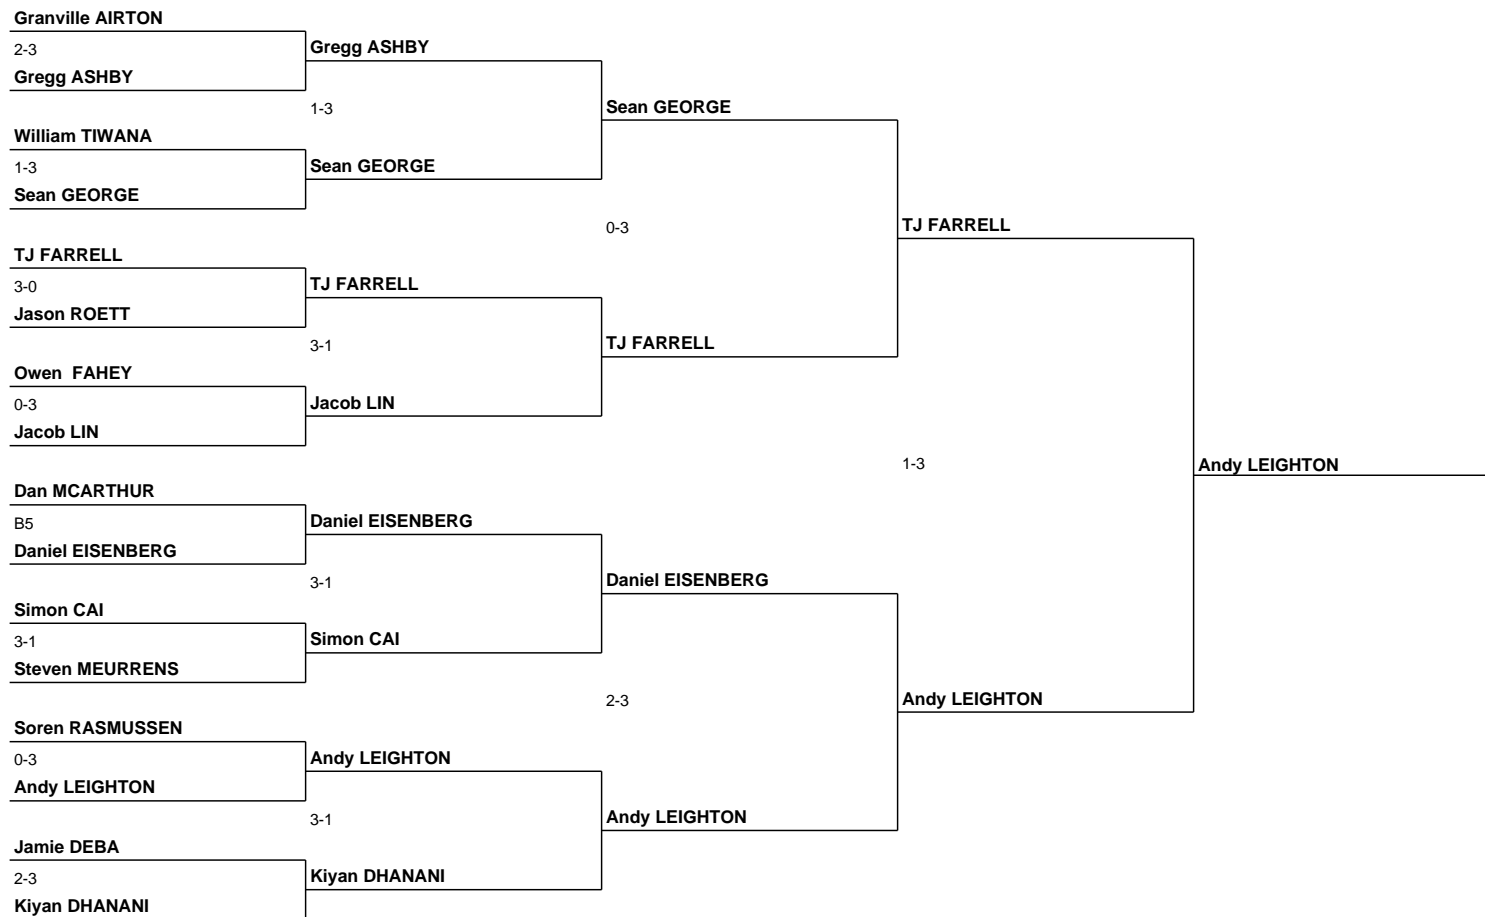 Granville AIRTON
2-3
Gregg ASHBY
Gregg ASHBY
1-3
Sean GEORGE
William TIWANA
1-3
Sean GEORGE
Sean GEORGE
0-3
TJ FARRELL
TJ FARRELL
3-0
Jason ROETT
TJ FARRELL
3-1
TJ FARRELL
Owen  FAHEY
0-3
Jacob LIN
Jacob LIN
1-3
Andy LEIGHTON
Dan MCARTHUR
B5
Daniel EISENBERG
Daniel EISENBERG
3-1
Daniel EISENBERG
Simon CAI
3-1
Steven MEURRENS
Simon CAI
2-3
Andy LEIGHTON
Soren RASMUSSEN
0-3
Andy LEIGHTON
Andy LEIGHTON
3-1
Andy LEIGHTON
Jamie DEBA
2-3
Kiyan DHANANI
Kiyan DHANANI